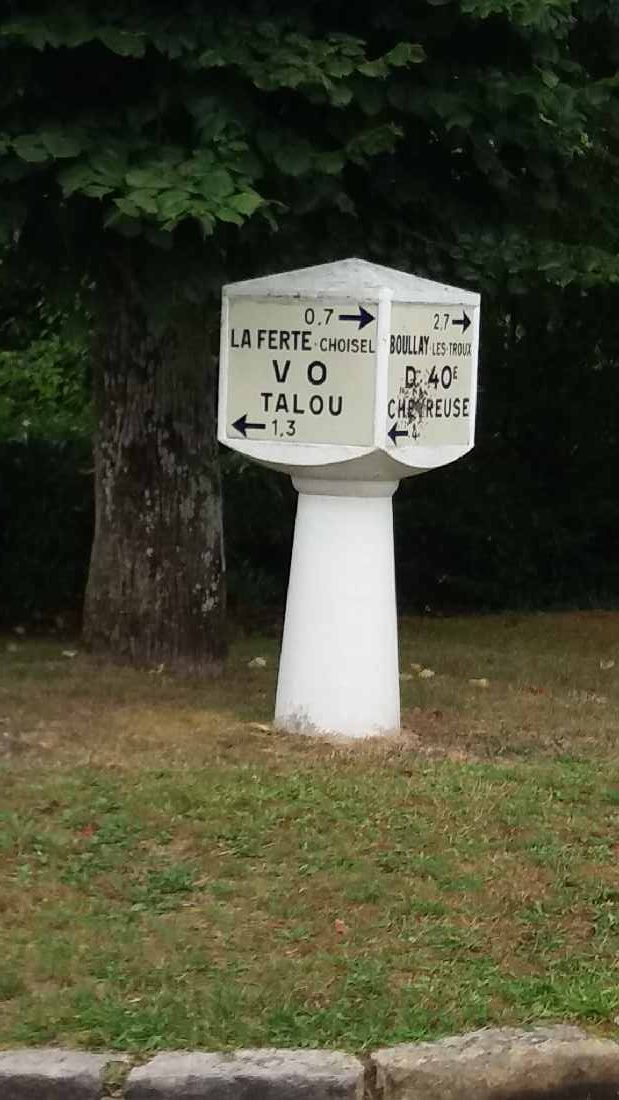 0.7 →
LA FERTE·CHOISEL
V O
TALOU
← 1,3
2,7 →
BOULLAY LES·TROUX
D. 40E
CHEVREUSE
← 4